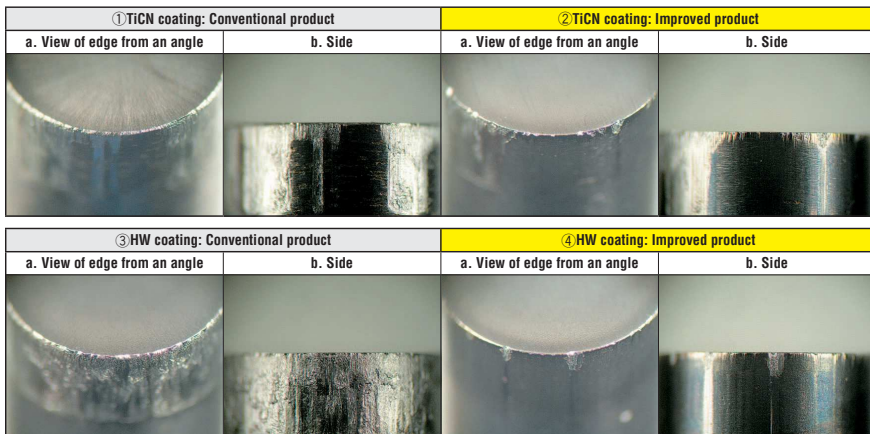 ①TiCN coating: Conventional product
②TiCN coating: Improved product
a. View of edge from an angle
b. Side
a. View of edge from an angle
b. Side
③HW coating: Conventional product
④HW coating: Improved product
a. View of edge from an angle
b. Side
a. View of edge from an angle
b. Side